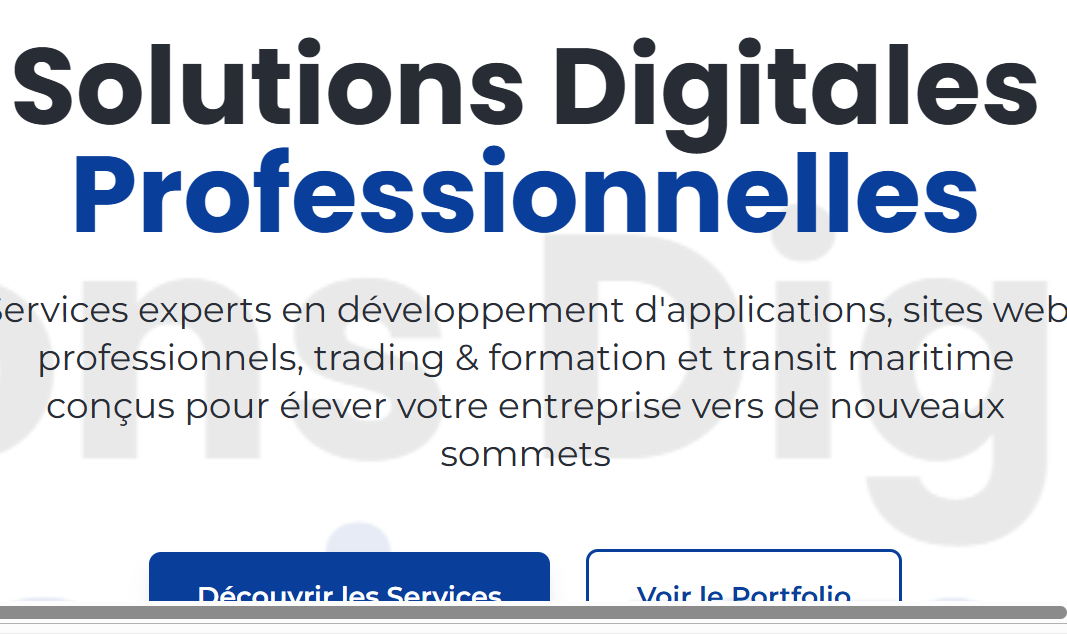 Solutions Digitales
Professionnelles
Services experts en développement d'applications, sites web
professionnels, trading & formation et transit maritime
conçus pour élever votre entreprise vers de nouveaux
sommets
Découvrir les Services
Voir le Portfolio